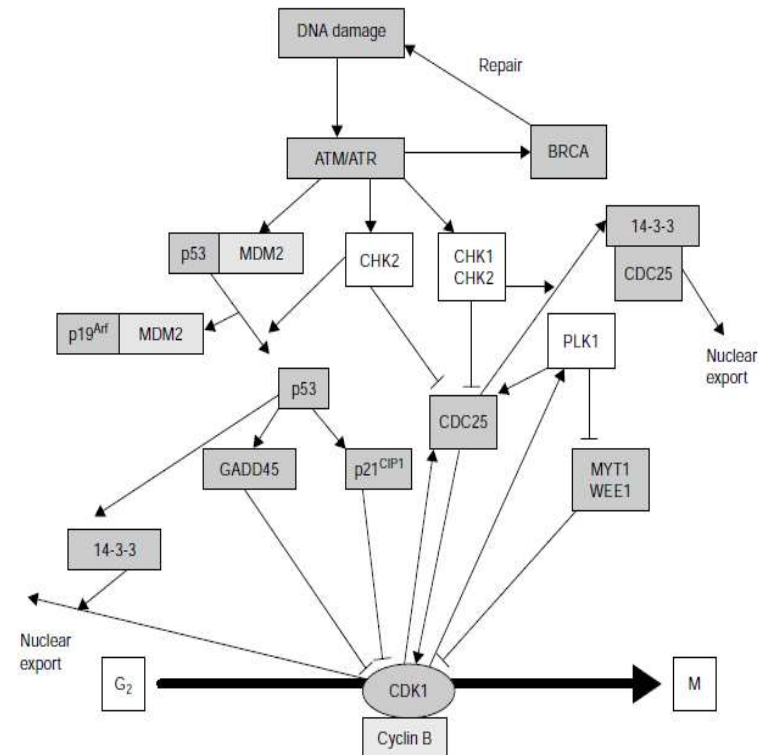 DNA damage
Repair
ATM/ATR
BRCA
p53 MDM2
CHK2
CHK1
CHK2
14-3-3
CDC25
p19Arf MDM2
PLK1
Nuclear
export
p53
CDC25
GADD45
p21CIP1
MYT1
WEE1
14-3-3
Nuclear
export
G2
CDK1
M
Cyclin B